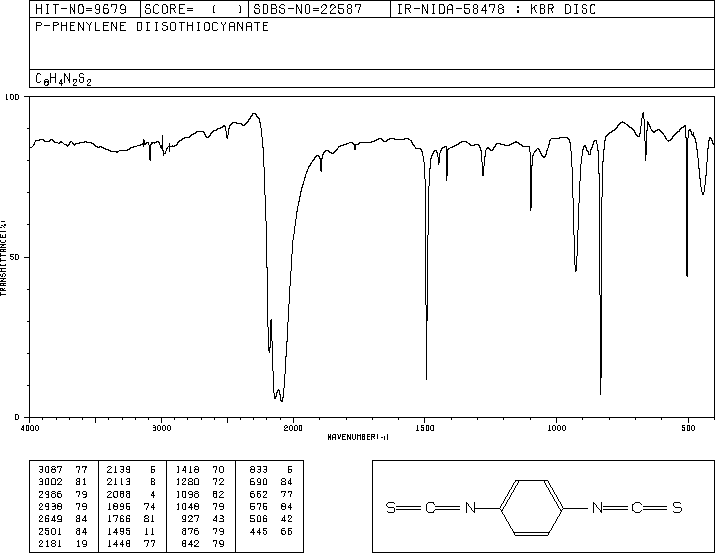 HIT-NO=9679 SCORE= ( ) SDBS-NO=22587 IR-NIDA-58478 : KBR DISC
P-PHENYLENE DIISOTHIOCYANATE
C8H4N2S2
100
50
0
TRANSMITTANCE(%)
4000 3000 2000 1500 1000 500
WAVENUMBER(-1)
3087 77 2139 6 1418 70 833 6
3002 81 2113 8 1280 72 690 84
2986 79 2088 4 1098 62 662 77
2938 79 1896 74 1048 79 576 84
2649 84 1766 81 927 43 506 42
2501 84 1495 11 876 79 445 66
2181 19 1448 77 842 79
S=C=N N=C=S